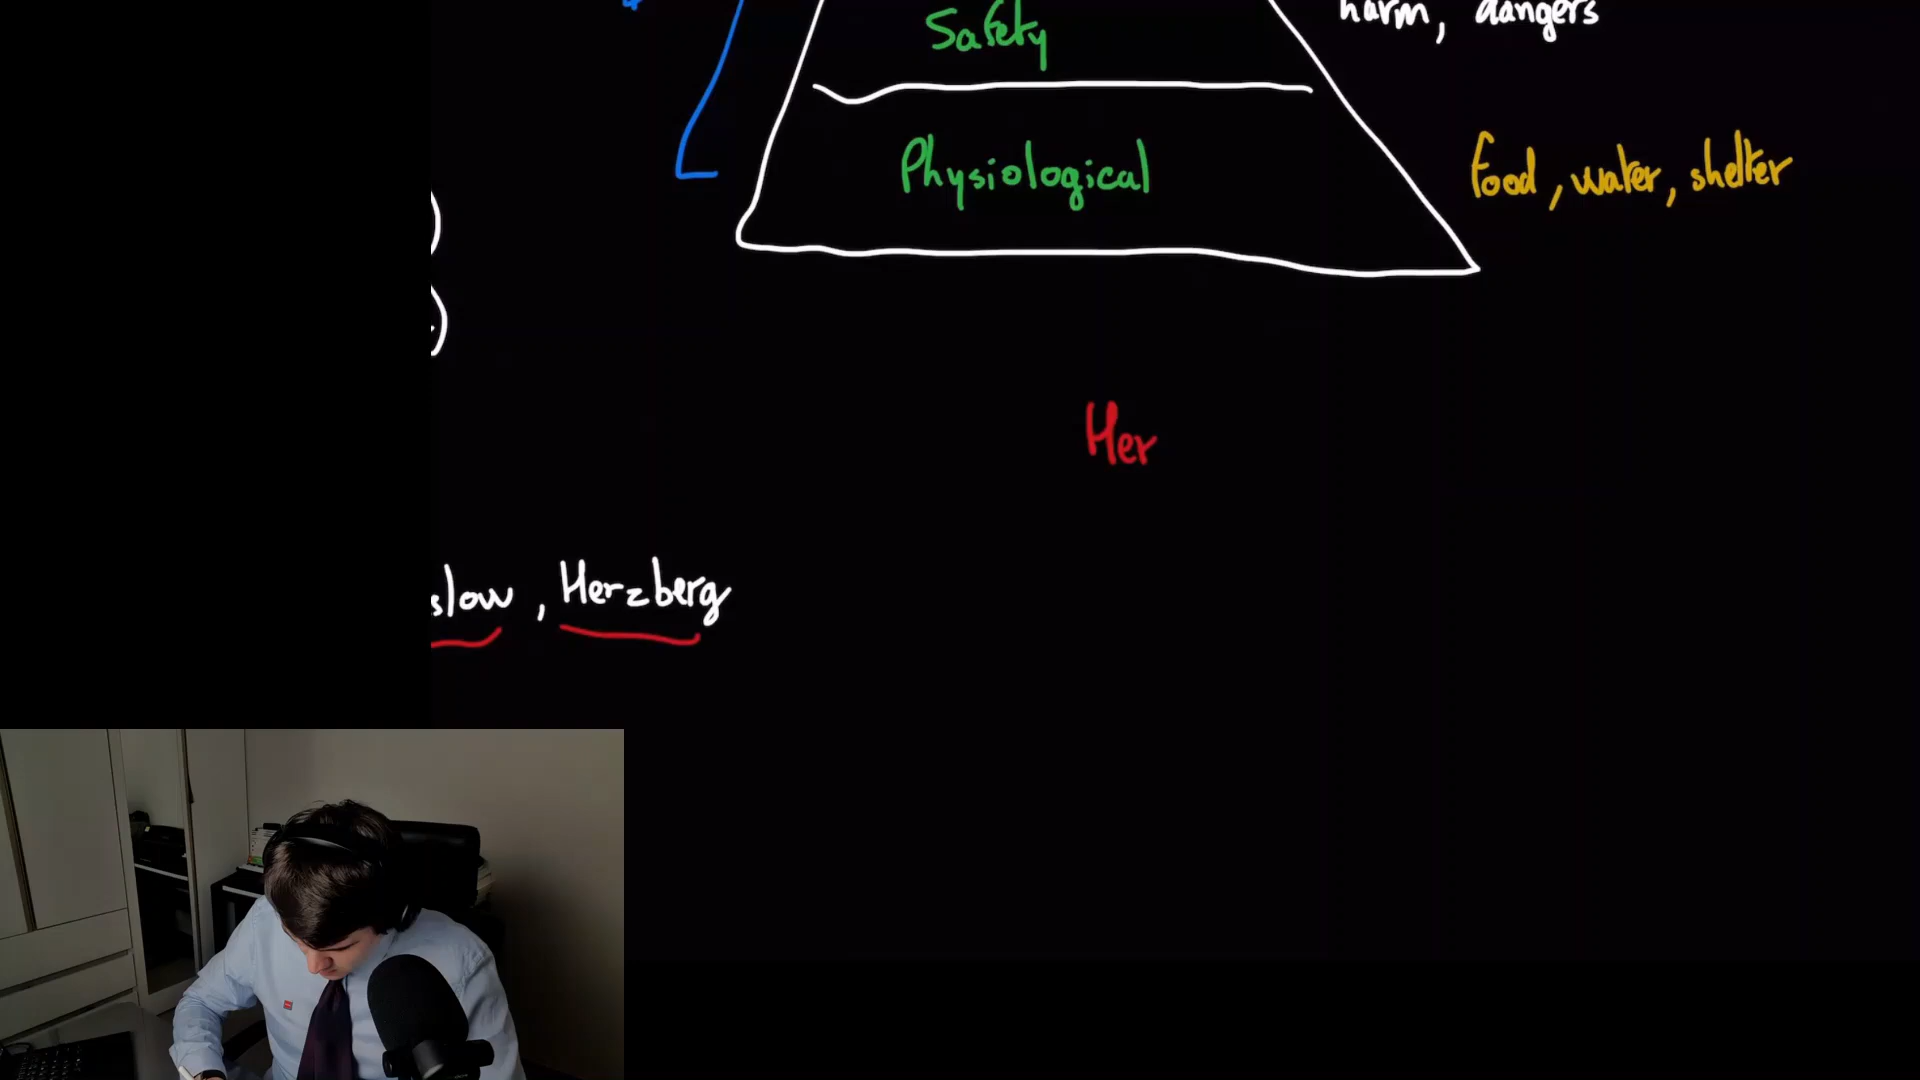 harm, dangers
Safety
Physiological
food, water, shelter
Her
slow, Herzberg